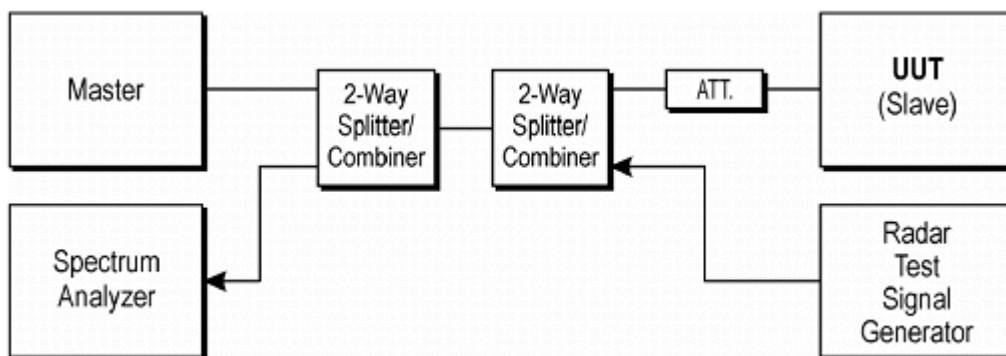 Master
2-Way
Splitter/
Combiner
2-Way
Splitter/
Combiner
ATT.
UUT
(Slave)
Spectrum
Analyzer
Radar
Test
Signal
Generator